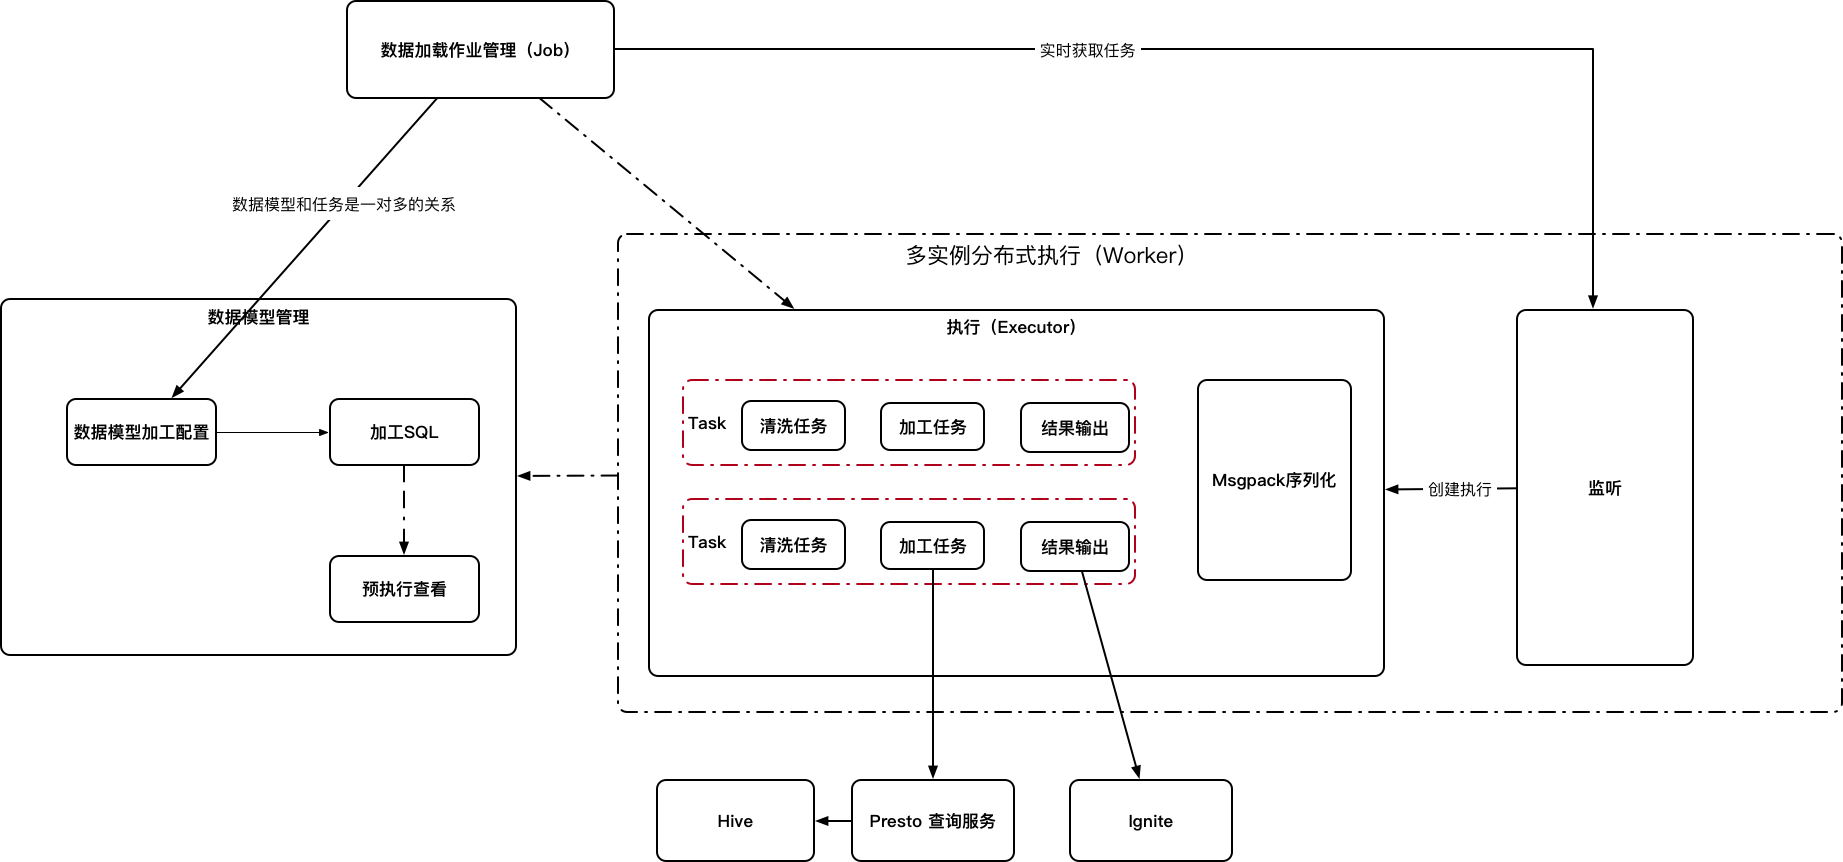 数据加载作业管理（Job）
实时获取任务
数据模型和任务是一对多的关系
多实例分布式执行（Worker）
数据模型管理
执行（Executor）
数据模型加工配置
加工SQL
预执行查看
Task
清洗任务
加工任务
结果输出
Task
清洗任务
加工任务
结果输出
Msgpack序列化
创建执行
监听
Hive
Presto 查询服务
Ignite